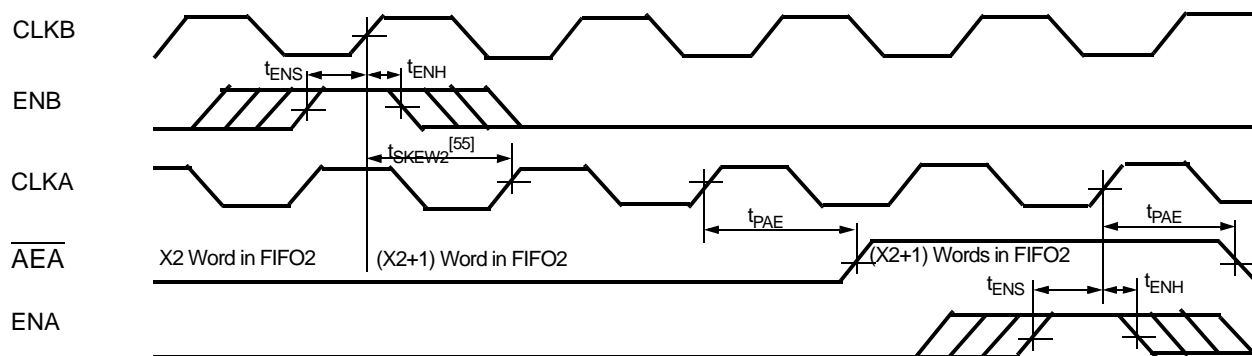 CLKB
tENS tENH
ENB
tSKEW2[55]
CLKA
tPAE tPAE
AEA X2 Word in FIFO2 (X2+1) Word in FIFO2 (X2+1) Words in FIFO2
tENS tENH
ENA